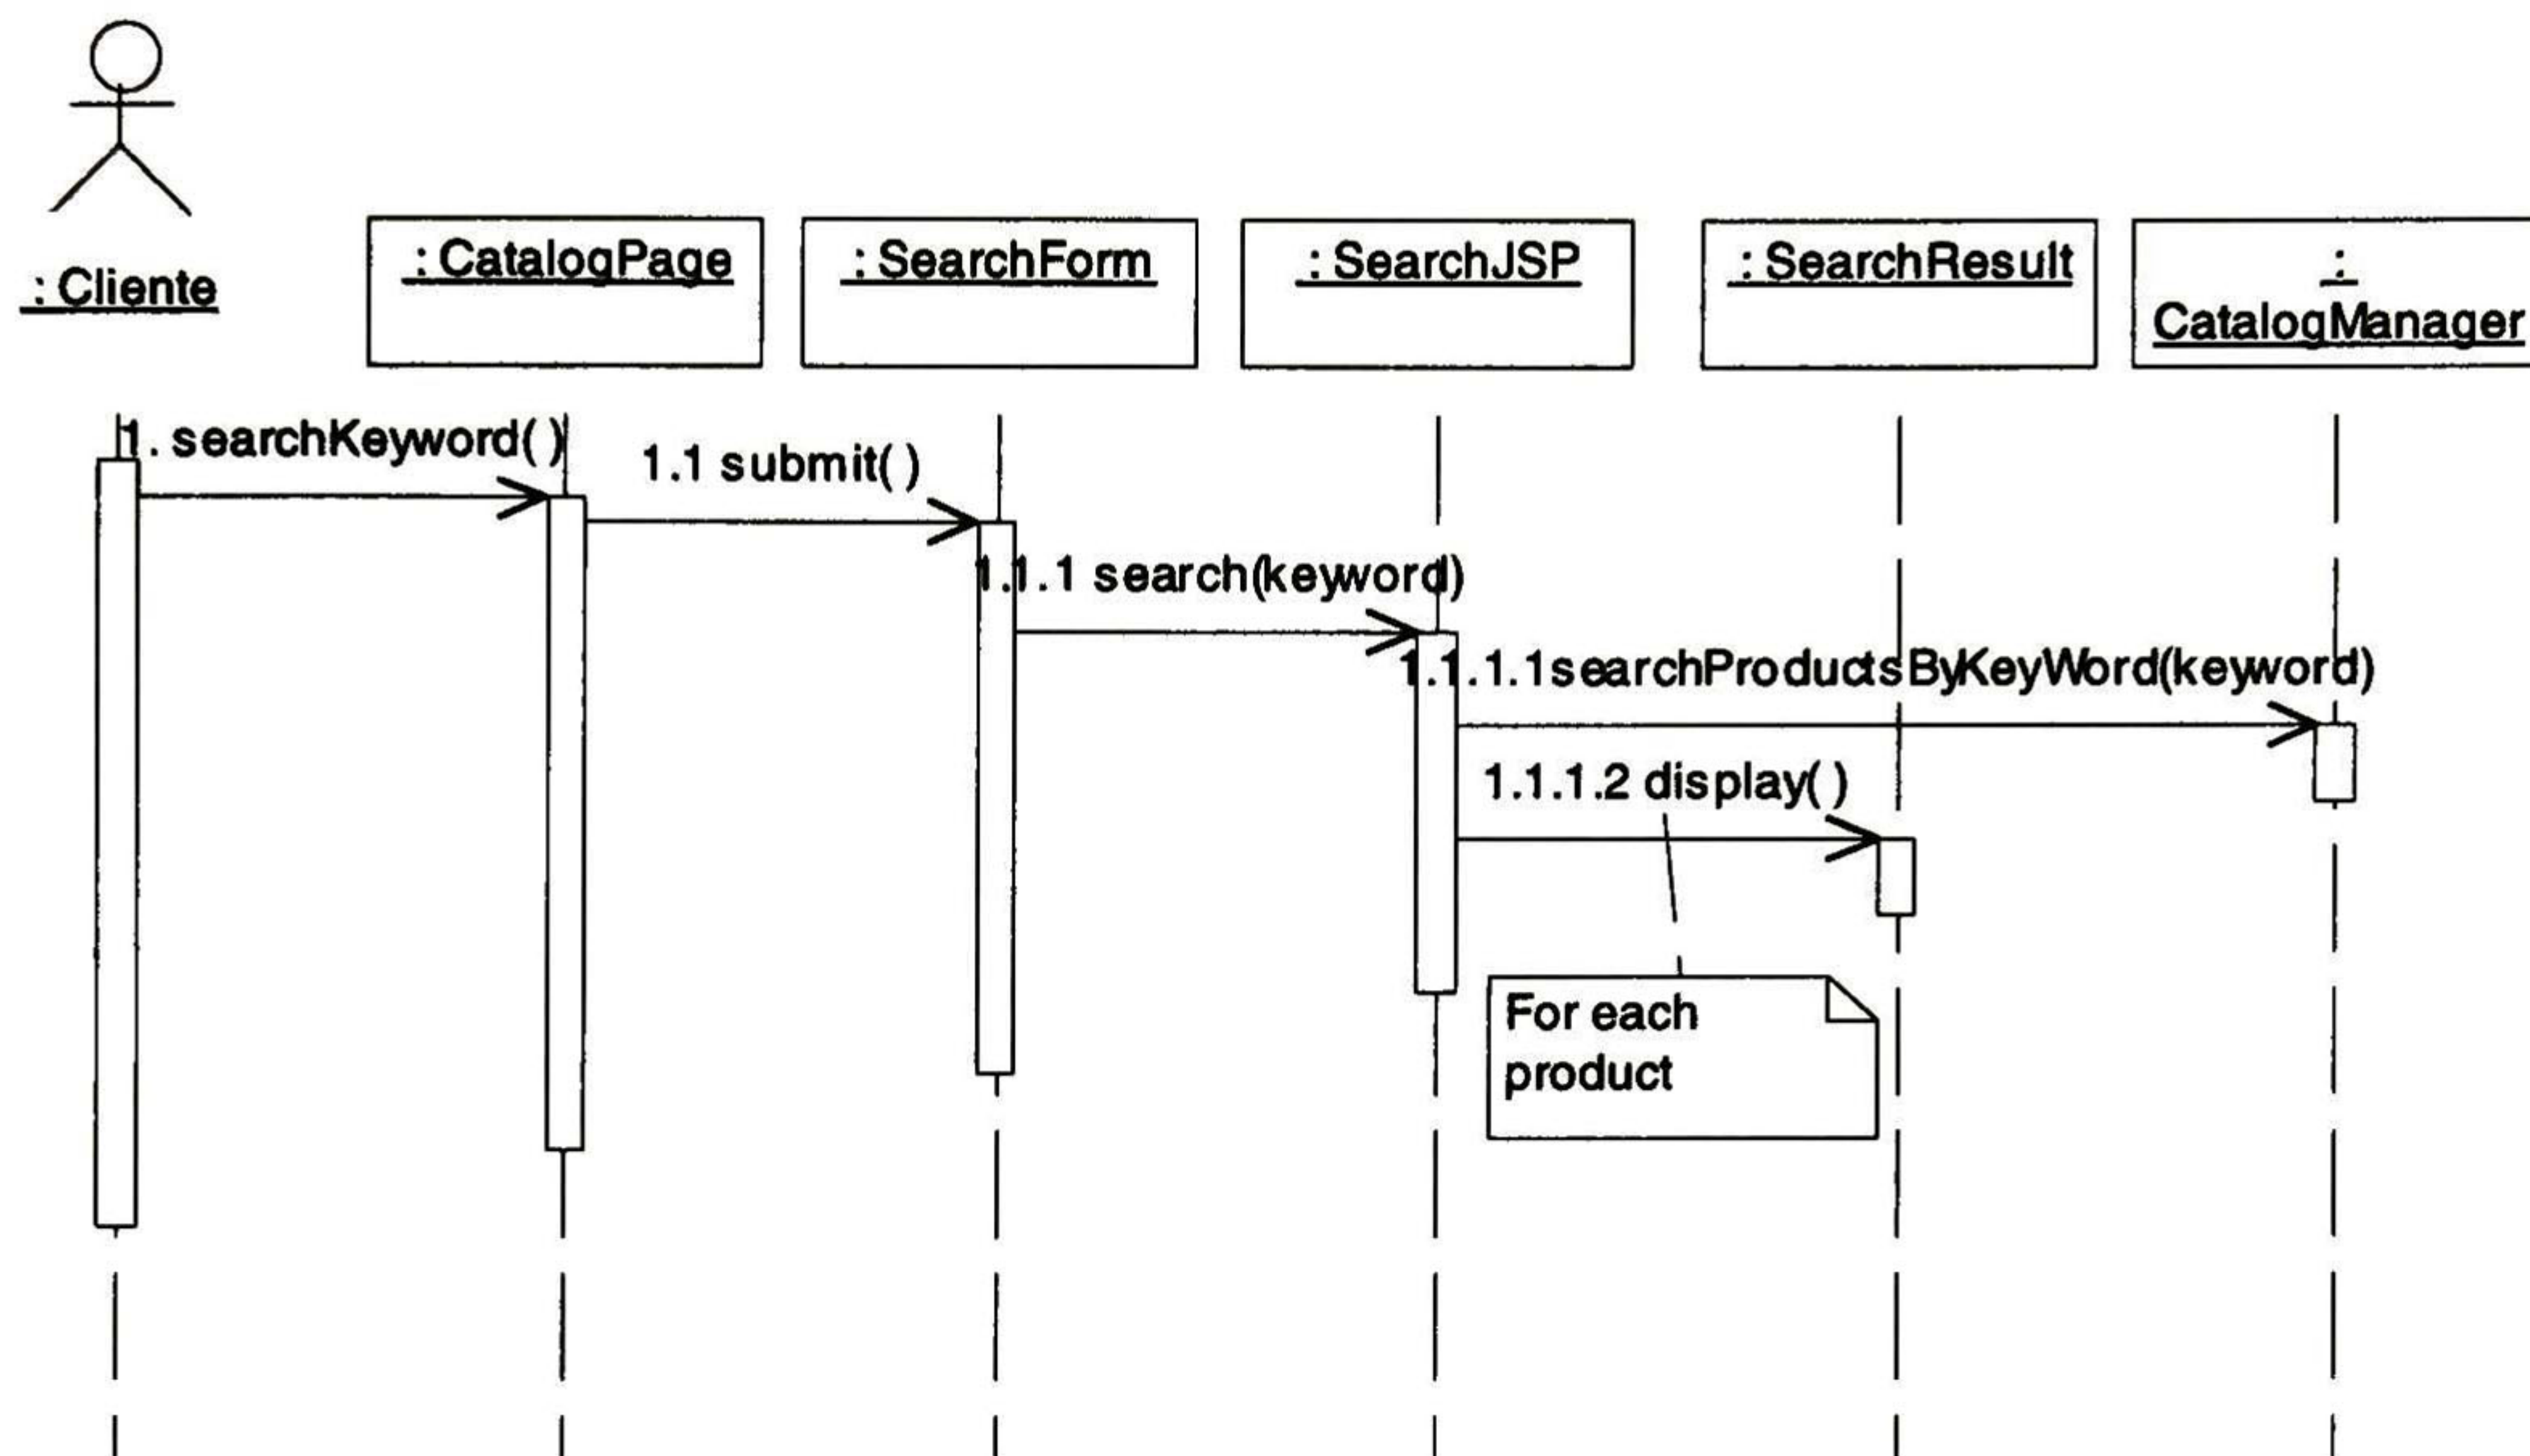 : Cliente
: CatalogPage
: SearchForm
: SearchJSP
: SearchResult
:
CatalogManager
1. searchKeyword( )
1.1 submit( )
1.1.1 search(keyword)
1.1.1.1searchProductsByKeyWord(keyword)
1.1.1.2 display( )
For each
product